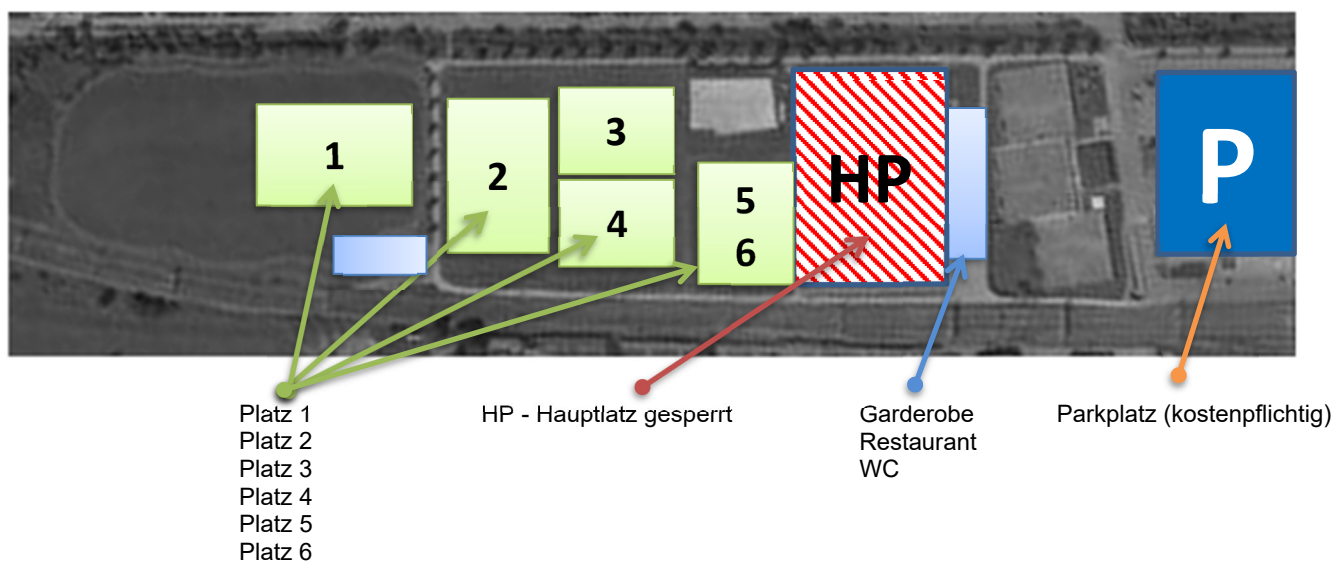 1
2
3
4
5
6
HP
P
Platz 1
Platz 2
Platz 3
Platz 4
Platz 5
Platz 6
HP - Hauptlatz gesperrt
Garderobe
Restaurant
WC
Parkplatz (kostenpflichtig)